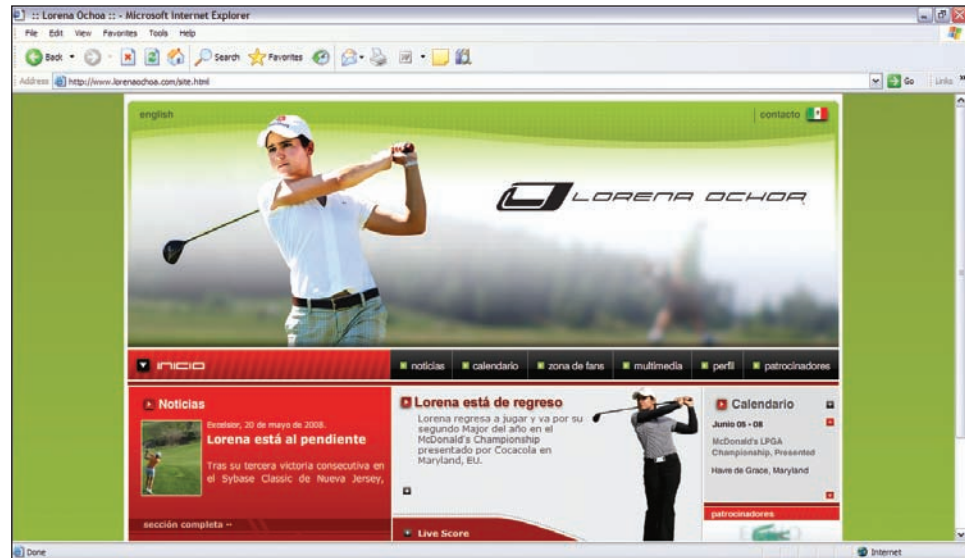 :: Lorena Ochoa :: - Microsoft Internet Explorer
File Edit View Favorites Tools Help
Back Search Favorites
Address http://www.lorenaochoa.com/site.html Go Links
english
contacto
LORENA OCHOA
INICIO
noticias calendario zona de fans multimedia perfil patrocinadores
Noticias
Excelsior, 20 de mayo de 2008.
Lorena está al pendiente
Tras su tercera victoria consecutiva en
el Sybase Classic de Nueva Jersey,
sección completa
Lorena está de regreso
Lorena regresa a jugar y va por su
segundo Major del año en el
McDonald's Championship
presentado por Cocacola en
Maryland, EU.
Live Score
Calendario
Junio 05 - 08
McDonald's LPGA
Championship, Presented
Havre de Grace, Maryland
patrocinadores
Done
Internet